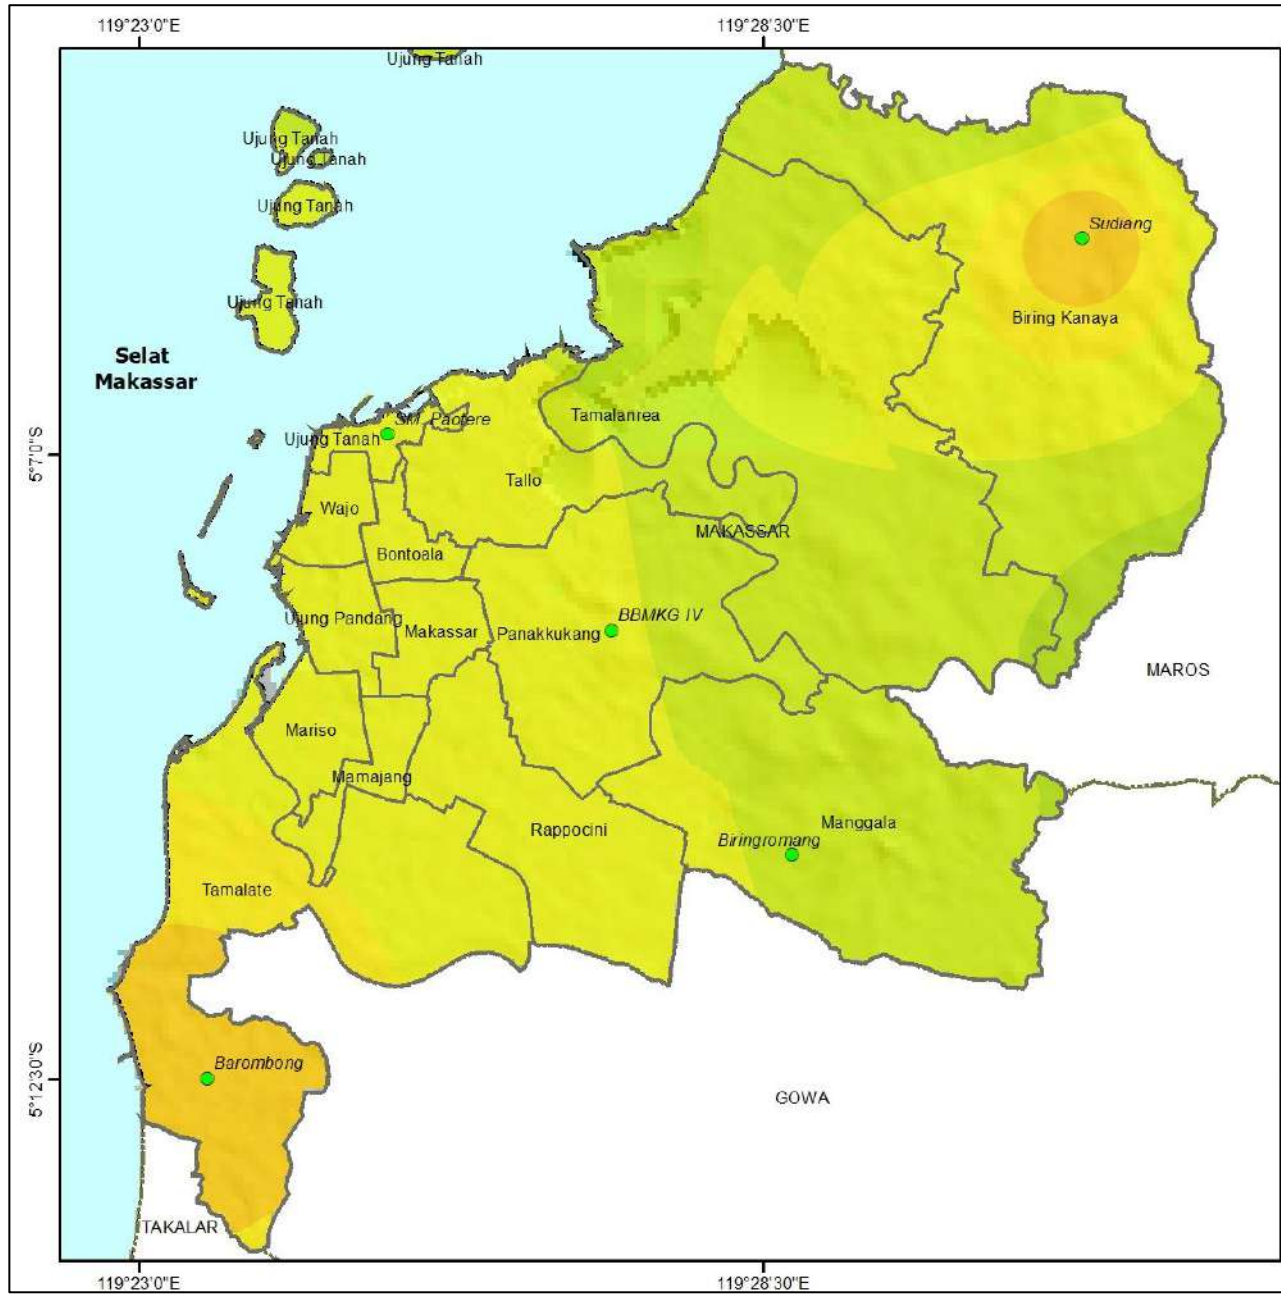 119°23'0"E
119°28'30"E
Ujung Tanah
Ujung Tanah
Ujung Tanah
Ujung Tanah
Sudiang
Ujung Tanah
Biring Kanaya
Selat
Makassar
SM. Paotere
Tamalanrea
Ujung Tanah
5°7'0"S
Tallo
Wajo
MAKASSAR
Bontoala
Ujung Pandang
Makassar
Panakkukang
BBMKG IV
MAROS
Mariso
Mamajang
Rappocini
Manggala
Biringromang
Tamalate
Barombong
5°12'30"S
GOWA
TAKALAR
119°23'0"E
119°28'30"E